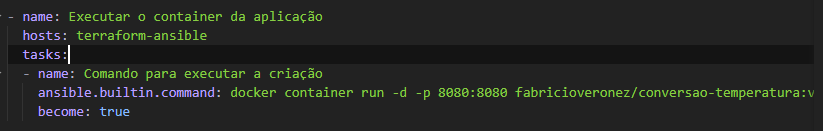 - name: Executar o container da aplicação
hosts: terraform-ansible
tasks:
- name: Comando para executar a criação
ansible.builtin.command: docker container run -d -p 8080:8080 fabricioveronez/conversao-temperatura:v
become: true